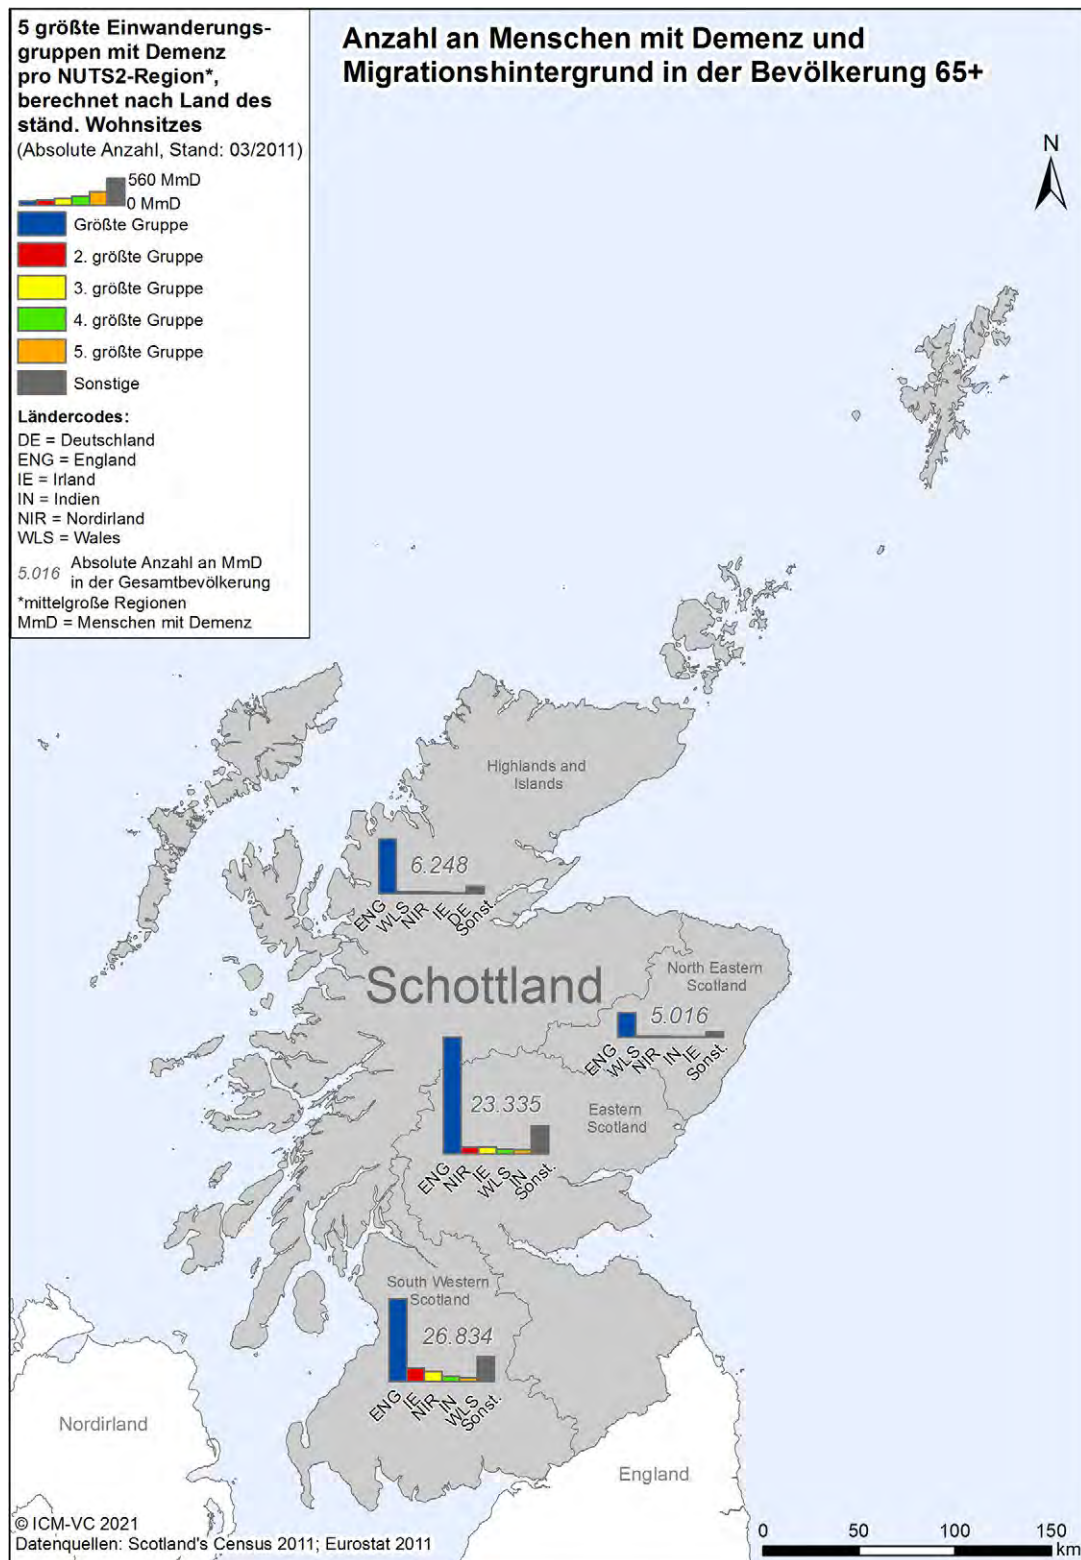 5 größte Einwanderungs-
gruppen mit Demenz
pro NUTS2-Region*,
berechnet nach Land des
ständ. Wohnsitzes
(Absolute Anzahl, Stand: 03/2011)
560 MmD
0 MmD
Größte Gruppe
2. größte Gruppe
3. größte Gruppe
4. größte Gruppe
5. größte Gruppe
Sonstige
Ländercodes:
DE = Deutschland
ENG = England
IE = Irland
IN = Indien
NIR = Nordirland
WLS = Wales
5.016 Absolute Anzahl an MmD
in der Gesamtbevölkerung
*mittelgroße Regionen
MmD = Menschen mit Demenz
Anzahl an Menschen mit Demenz und
Migrationshintergrund in der Bevölkerung 65+
N
Highlands and
Islands
6.248
ENG WLS NIR IE DE Sonst.
Schottland
North Eastern
Scotland
5.016
ENG WLS NIR IN IE Sonst.
23.335
Eastern
Scotland
ENG NIR IE WLS IN Sonst.
South Western
Scotland
26.834
ENG IE NIR IN WLS Sonst.
Nordirland
England
© ICM-VC 2021
Datenquellen: Scotland's Census 2011; Eurostat 2011
0 50 100 150
km